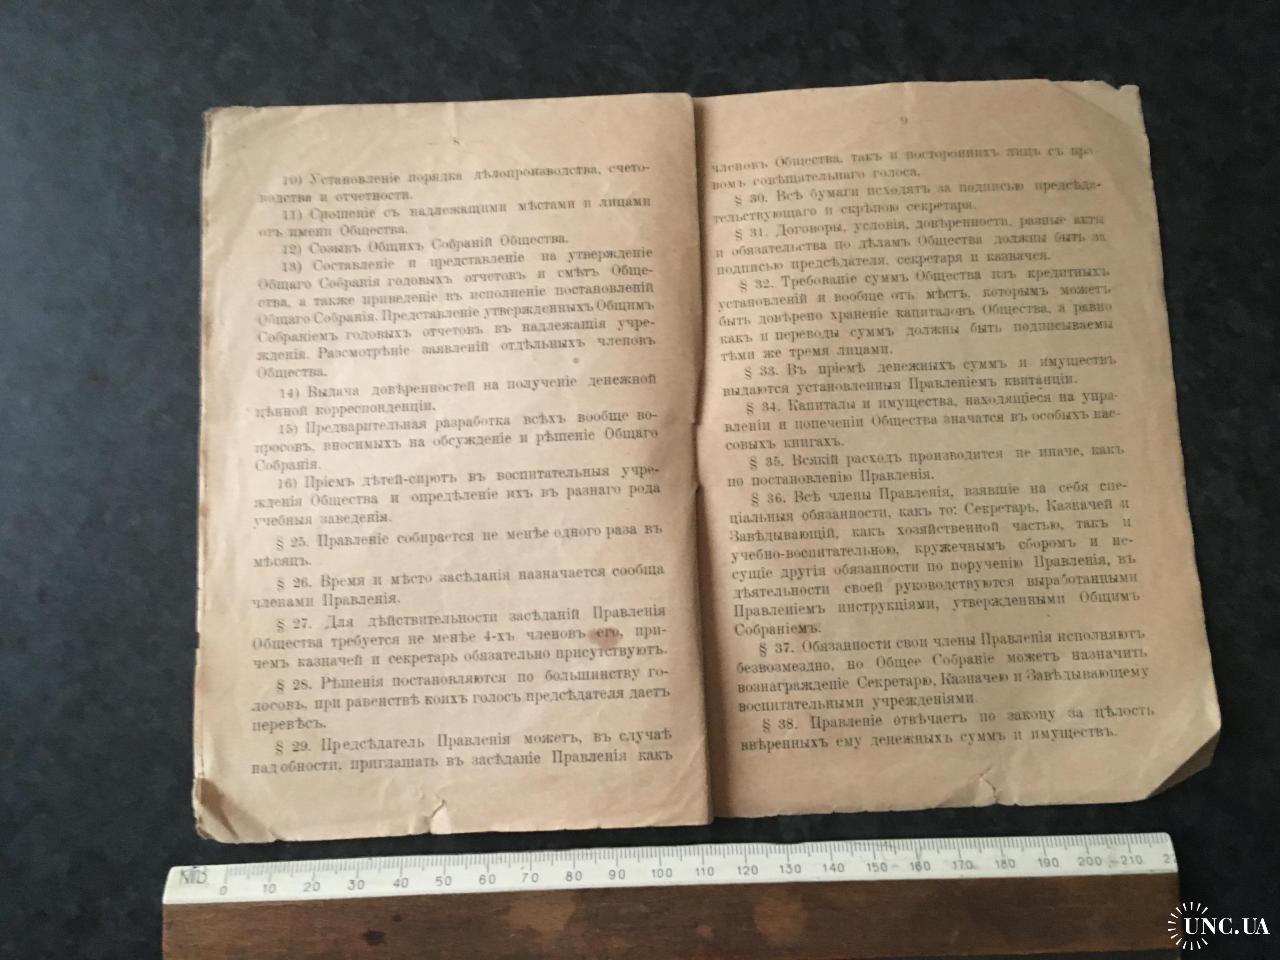 — 8 —
10) Установленіе порядка дѣлопроизводства, счето-
водства и отчетности.
11) Сношеніе съ надлежащими мѣстами и лицами
отъ имени Общества.
12) Созывъ Общихъ Собраній Общества.
13) Составленіе и представленіе на утвержденіе
Общаго Собранія годовыхъ отчетовъ и смѣтъ Обще-
ства, а также приведеніе въ исполненіе постановленій
Общаго Собранія. Представленіе утвержденныхъ Общимъ
Собраніемъ годовыхъ отчетовъ въ надлежащія учре-
жденія. Разсмотрѣніе заявленій отдѣльныхъ членовъ
Общества.
14) Выдача довѣренностей на полученіе денежной
цѣнной корреспонденціи.
15) Предварительная разработка всѣхъ вообще во-
просовъ, вносимыхъ на обсужденіе и рѣшеніе Общаго
Собранія.
16) Пріемъ дѣтей-сиротъ въ воспитательныя учре-
жденія Общества и опредѣленіе ихъ въ разнаго рода
учебныя заведенія.
§ 25. Правленіе собирается не менѣе одного раза въ
мѣсяцъ.
§ 26. Время и мѣсто засѣданія назначается сообща
членами Правленія.
§ 27. Для дѣйствительности засѣданій Правленія
Общества требуется не менѣе 4-хъ членовъ его, при-
чемъ казначей и секретарь обязательно присутствуютъ.
§ 28. Рѣшенія постановляются по большинству го-
лосовъ, при равенствѣ коихъ голосъ предсѣдателя даетъ
перевѣсъ.
§ 29. Предсѣдатель Правленія можетъ, въ случаѣ
надобности, приглашать въ засѣданіе Правленія какъ
— 9 —
членовъ Общества, такъ и постороннихъ лицъ съ пра-
вомъ совѣщательнаго голоса.
§ 30. Всѣ бумаги исходятъ за подписью предсѣда-
тельствующаго и скрѣпою секретаря.
§ 31. Договоры, условія, довѣренности, разные акты
и обязательства по дѣламъ Общества должны быть за
подписью предсѣдателя, секретаря и казначея.
§ 32. Требованіе суммъ Общества изъ кредитныхъ
установленій и вообще отъ мѣстъ, которымъ можетъ
быть довѣрено храненіе капиталовъ Общества, а равно
какъ и переводы суммъ должны быть подписываемы
тѣми же тремя лицами.
§ 33. Въ пріемѣ денежныхъ суммъ и имуществъ
выдаются установленныя Правленіемъ квитанціи.
§ 34. Капиталы и имущества, находящіеся на упра-
вленіи и попеченіи Общества значатся въ особыхъ кас-
совыхъ книгахъ.
§ 35. Всякій расходъ производится не иначе, какъ
по постановленію Правленія.
§ 36. Всѣ члены Правленія, взявшіе на себя спе-
ціальныя обязанности, какъ то: Секретарь, Казначей и
Завѣдывающій, какъ хозяйственной частью, такъ и
учебно-воспитательною, кружечнымъ сборомъ и не-
сущіе другія обязанности по порученію Правленія, въ
дѣятельности своей руководствуются выработанными
Правленіемъ инструкціями, утвержденными Общимъ
Собраніемъ.
§ 37. Обязанности свои члены Правленія исполняютъ
безвозмездно, но Общее Собраніе можетъ назначить
вознагражденіе Секретарю, Казначею и Завѣдывающему
воспитательными учрежденіями.
§ 38. Правленіе отвѣчаетъ по закону за цѣлость
ввѣренныхъ ему денежныхъ суммъ и имуществъ.
0 10 20 30 40 50 60 70 80 90 100 110 120 130 140 150 160 170 180 190 200 210
UNC.UA